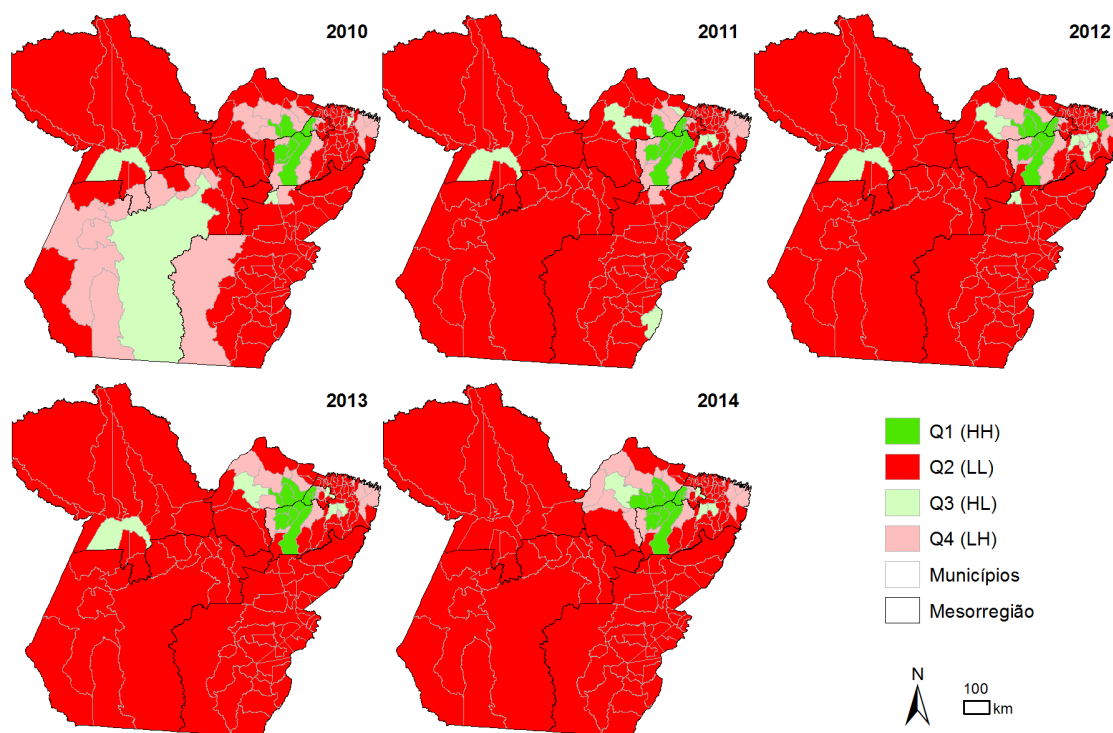 2010
2011
2012
2013
2014
Q1 (HH)
Q2 (LL)
Q3 (HL)
Q4 (LH)
Municípios
Mesorregião
N
100
km